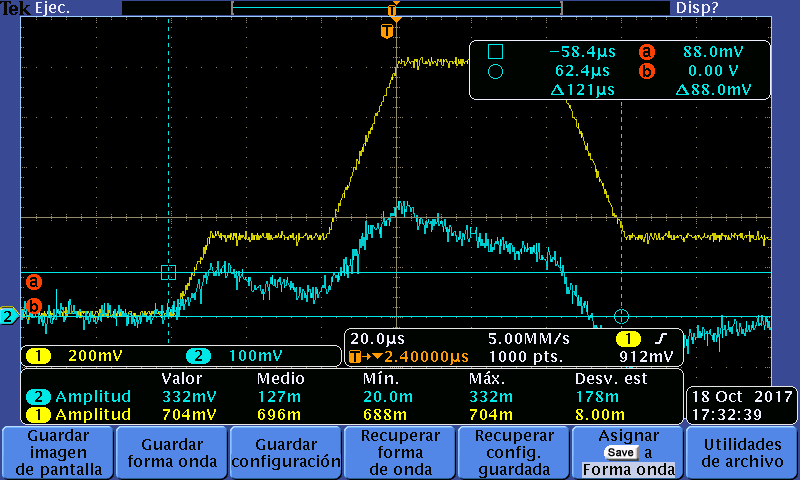 Tek Ejec. T Disp?
T
−58.4µs a 88.0mV
62.4µs b 0.00 V
Δ121µs Δ88.0mV
a
b
2
1 200mV 2 100mV
20.0µs 5.00MM/s 1
T→▼2.40000µs 1000 pts. 912mV
Valor Medio Mín. Máx. Desv. est
2 Amplitud 332mV 127m 20.0m 332m 178m
1 Amplitud 704mV 696m 688m 704m 8.00m
18 Oct 2017
17:32:39
Guardar imagen de pantalla
Guardar forma onda
Guardar configuración
Recuperar forma de onda
Recuperar config. guardada
Asignar Save a Forma onda
Utilidades de archivo